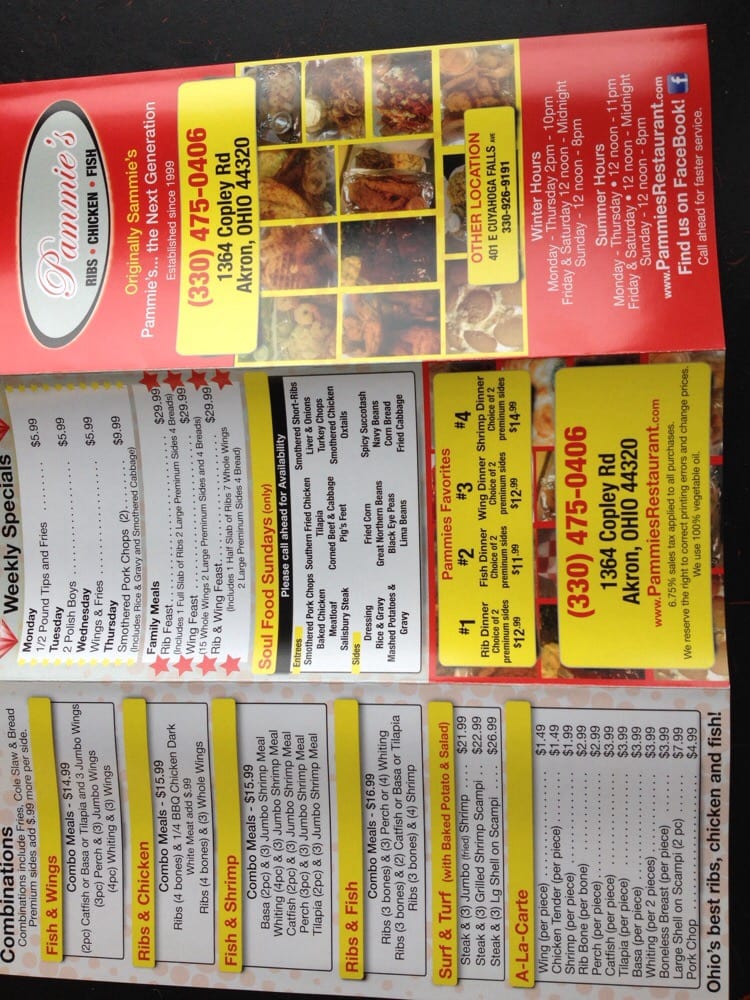 Combinations
Combinations include Fries, Cole Slaw & Bread
Premium sides add $.99 more per side.
Fish & Wings
Combo Meals - $14.99
(2pc) Catfish or Basa or Tilapia and 3 Jumbo Wings
(3pc) Perch & (3) Jumbo Wings
(4pc) Whiting & (3) Wings
Ribs & Chicken
Combo Meals - $15.99
Ribs (4 bones) & 1/4 BBQ Chicken Dark
White Meat add $.99
Ribs (4 bones) & (3) Whole Wings
Fish & Shrimp
Combo Meals - $15.99
Basa (2pc) & (3) Jumbo Shrimp Meal
Whiting (4pc) & (3) Jumbo Shrimp Meal
Catfish (2pc) & (3) Jumbo Shrimp Meal
Perch (3pc) & (3) Jumbo Shrimp Meal
Tilapia (2pc) & (3) Jumbo Shrimp Meal
Ribs & Fish
Combo Meals - $16.99
Ribs (3 bones) & (3) Perch or (4) Whiting
Ribs (3 bones) & (2) Catfish or Basa or Tilapia
Ribs (3 bones) & (4) Shrimp
Surf & Turf (with Baked Potato & Salad)
Steak & (3) Jumbo (fried) Shrimp .... $21.99
Steak & (3) Grilled Shrimp Scampi .. $22.99
Steak & (3) Lg Shell on Scampi .... $26.99
A-La-Carte
Wing (per piece) .... $1.49
Chicken Tender (per piece) .... $1.49
Shrimp (per piece) .... $1.99
Rib Bone (per bone) .... $2.99
Perch (per piece) .... $2.99
Catfish (per piece) .... $3.99
Tilapia (per piece) .... $3.99
Basa (per piece) .... $3.99
Whiting (per 2 pieces) .... $3.99
Boneless Breast (per piece) .... $3.99
Large Shell on Scampi (2 pc) .... $7.99
Pork Chop .... $4.99
Ohio's best ribs, chicken and fish!
Weekly Specials
Monday
1/2 Pound Tips and Fries .... $5.99
Tuesday
2 Polish Boys .... $5.99
Wednesday
Wings & Fries .... $5.99
Thursday
Smothered Pork Chops (2) .... $9.99
(Includes Rice & Gravy and Smothered Cabbage)
Family Meals
Rib Feast .... $29.99
(Includes 1 Full Slab of Ribs 2 Large Preminum Sides 4 Breads)
Wing Feast .... $29.99
(15 Whole Wings 2 Large Preminum Sides and 4 Breads)
Rib & Wing Feast .... $29.99
(Includes 1 Half Slab of Ribs 7 Whole Wings
2 Large Preminum Sides 4 Bread)
Soul Food Sundays (only)
Please call ahead for Availability
Entrees
Smothered Pork Chops Southern Fried Chicken Smothered Short-Ribs
Baked Chicken Tilapia Liver & Onions
Meatloaf Corned Beef & Cabbage Turkey Chops
Salisbury Steak Pig's Feet Smothered Chicken
Oxtails
Sides
Dressing Fried Corn Spicy Succotash
Rice & Gravy Great Northern Beans Navy Beans
Mashed Potatoes & Black Eye Peas Corn Bread
Gravy Lima Beans Fried Cabbage
Pammies Favorites
#1 #2 #3 #4
Rib Dinner Fish Dinner Wing Dinner Shrimp Dinner
Choice of 2 Choice of 2 Choice of 2 Choice of 2
preminum sides preminum sides premium sides premium sides
$12.99 $11.99 $12.99 $14.99
(330) 475-0406
1364 Copley Rd
Akron, OHIO 44320
www.PammiesRestaurant.com
6.75% sales tax applied to all purchases.
We reserve the right to correct printing errors and change prices.
We use 100% vegetable oil.
Pammie's
RIBS • CHICKEN • FISH
Originally Sammie's
Pammie's... the Next Generation
Established since 1999
(330) 475-0406
1364 Copley Rd
Akron, OHIO 44320
OTHER LOCATION
401 E CUYAHOGA FALLS AVE
330-926-9191
Winter Hours
Monday - Thursday 2pm - 10pm
Friday & Saturday 12 noon - Midnight
Sunday - 12 noon - 8pm
Summer Hours
Monday - Thursday • 12 noon - 11pm
Friday & Saturday • 12 noon - Midnight
Sunday - 12 noon - 8pm
www.PammiesRestaurant.com
Find us on FaceBook! f
Call ahead for faster service.